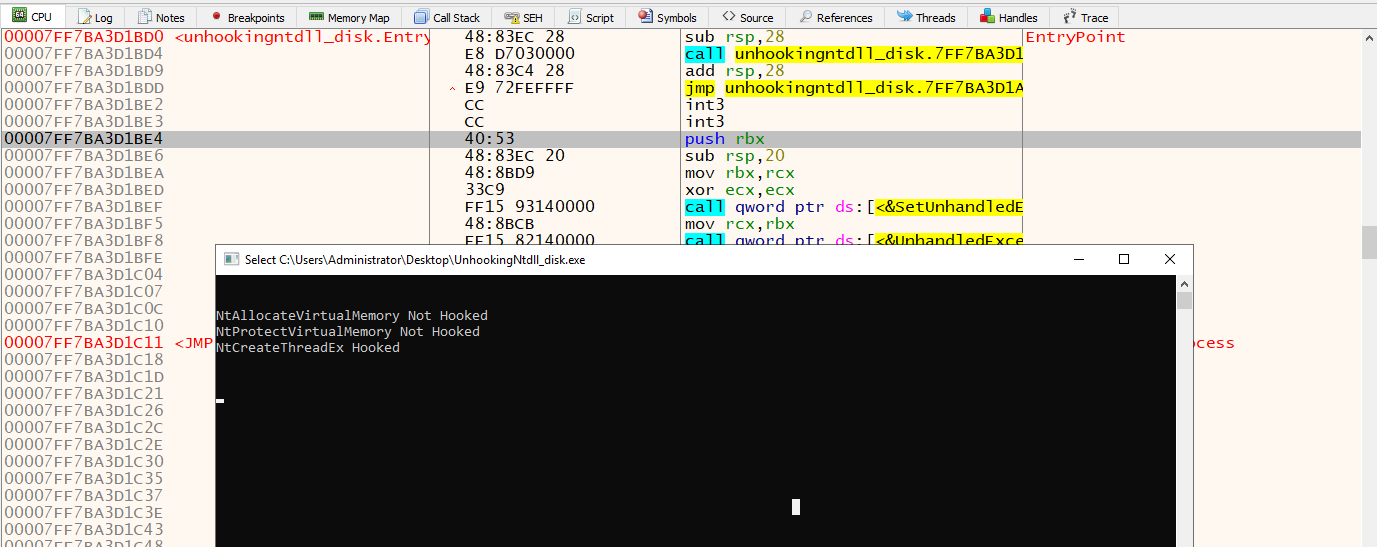 CPU Log Notes Breakpoints Memory Map Call Stack SEH Script Symbols Source References Threads Handles Trace
00007FF7BA3D1BD0 <unhookingntdll_disk.Entry 48:83EC 28 sub rsp,28 EntryPoint
00007FF7BA3D1BD4 E8 D7030000 call unhookingntdll_disk.7FF7BA3D1
00007FF7BA3D1BD9 48:83C4 28 add rsp,28
00007FF7BA3D1BDD E9 72FEFFFF jmp unhookingntdll_disk.7FF7BA3D1A
00007FF7BA3D1BE2 CC int3
00007FF7BA3D1BE3 CC int3
00007FF7BA3D1BE4 40:53 push rbx
00007FF7BA3D1BE6 48:83EC 20 sub rsp,20
00007FF7BA3D1BEA 48:8BD9 mov rbx,rcx
00007FF7BA3D1BED 33C9 xor ecx,ecx
00007FF7BA3D1BEF FF15 93140000 call qword ptr ds:[<&SetUnhandledE
00007FF7BA3D1BF5 48:8BCB mov rcx,rbx
00007FF7BA3D1BF8 FF15 82140000 call qword ptr ds:[<&UnhandledExce
00007FF7BA3D1BFE
00007FF7BA3D1C04
00007FF7BA3D1C07
00007FF7BA3D1C0C
00007FF7BA3D1C10
00007FF7BA3D1C11 <JMP ocess
00007FF7BA3D1C18
00007FF7BA3D1C1D
00007FF7BA3D1C21
00007FF7BA3D1C26
00007FF7BA3D1C2C
00007FF7BA3D1C2E
00007FF7BA3D1C30
00007FF7BA3D1C35
00007FF7BA3D1C37
00007FF7BA3D1C3E
00007FF7BA3D1C43
00007FF7BA3D1C48
Select C:\Users\Administrator\Desktop\UnhookingNtdll_disk.exe
NtAllocateVirtualMemory Not Hooked
NtProtectVirtualMemory Not Hooked
NtCreateThreadEx Hooked